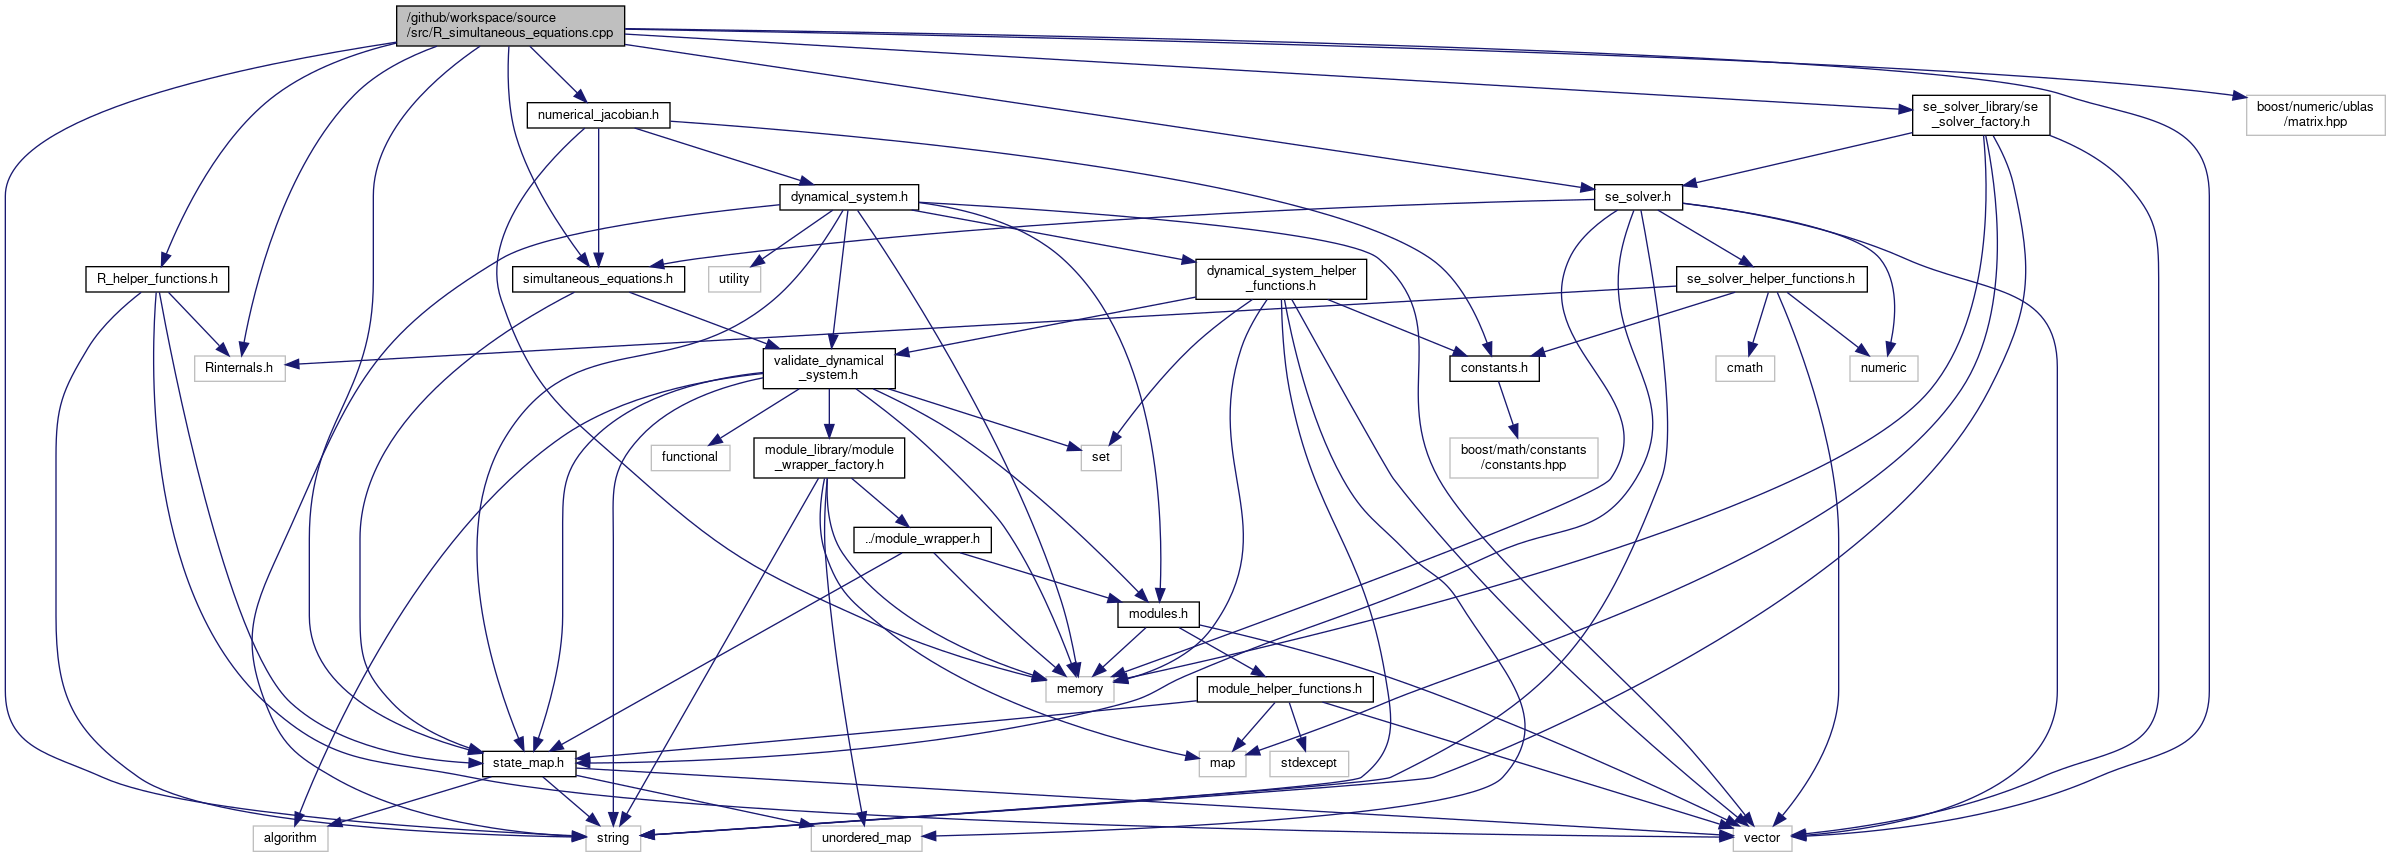 /github/workspace/source
/src/R_simultaneous_equations.cpp
numerical_jacobian.h
se_solver_library/se
_solver_factory.h
boost/numeric/ublas
/matrix.hpp
dynamical_system.h
se_solver.h
R_helper_functions.h
simultaneous_equations.h
utility
dynamical_system_helper
_functions.h
se_solver_helper_functions.h
Rinternals.h
validate_dynamical
_system.h
constants.h
cmath
numeric
functional
module_library/module
_wrapper_factory.h
set
boost/math/constants
/constants.hpp
../module_wrapper.h
modules.h
memory
module_helper_functions.h
state_map.h
map
stdexcept
algorithm
string
unordered_map
vector